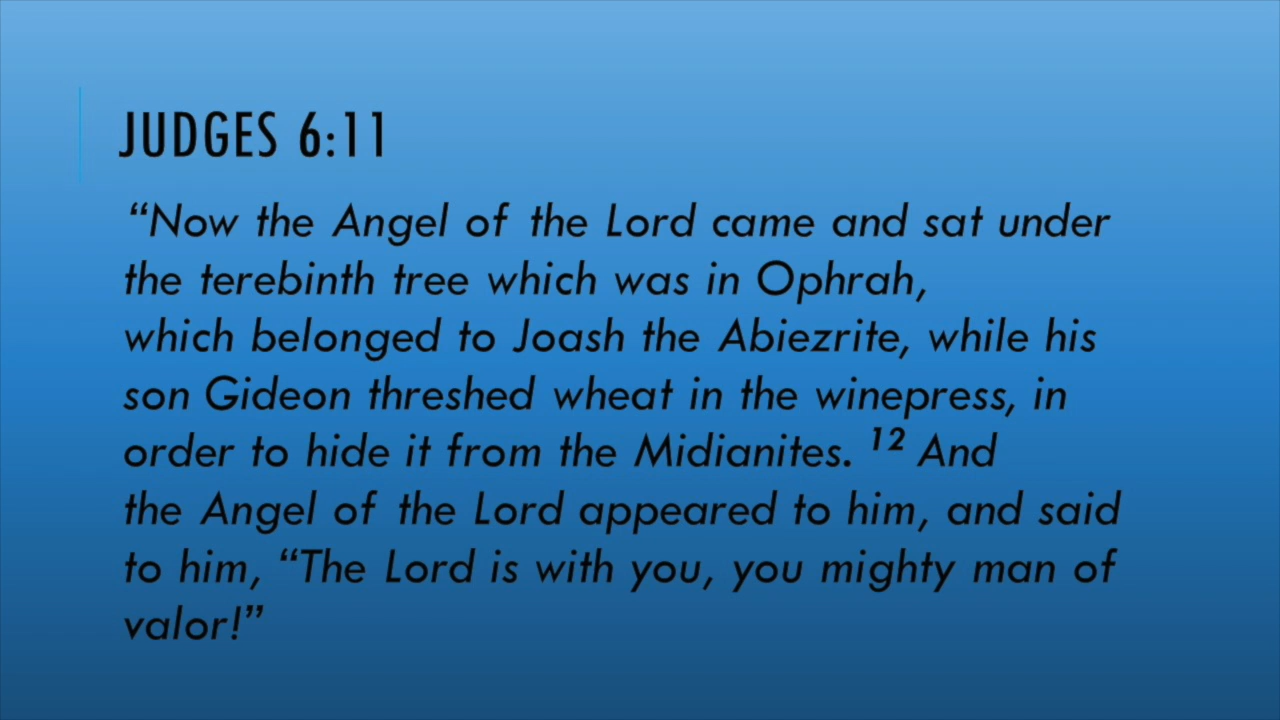 JUDGES 6:11
“Now the Angel of the Lord came and sat under
the terebinth tree which was in Ophrah,
which belonged to Joash the Abiezrite, while his
son Gideon threshed wheat in the winepress, in
order to hide it from the Midianites. 12 And
the Angel of the Lord appeared to him, and said
to him, “The Lord is with you, you mighty man of
valor!”